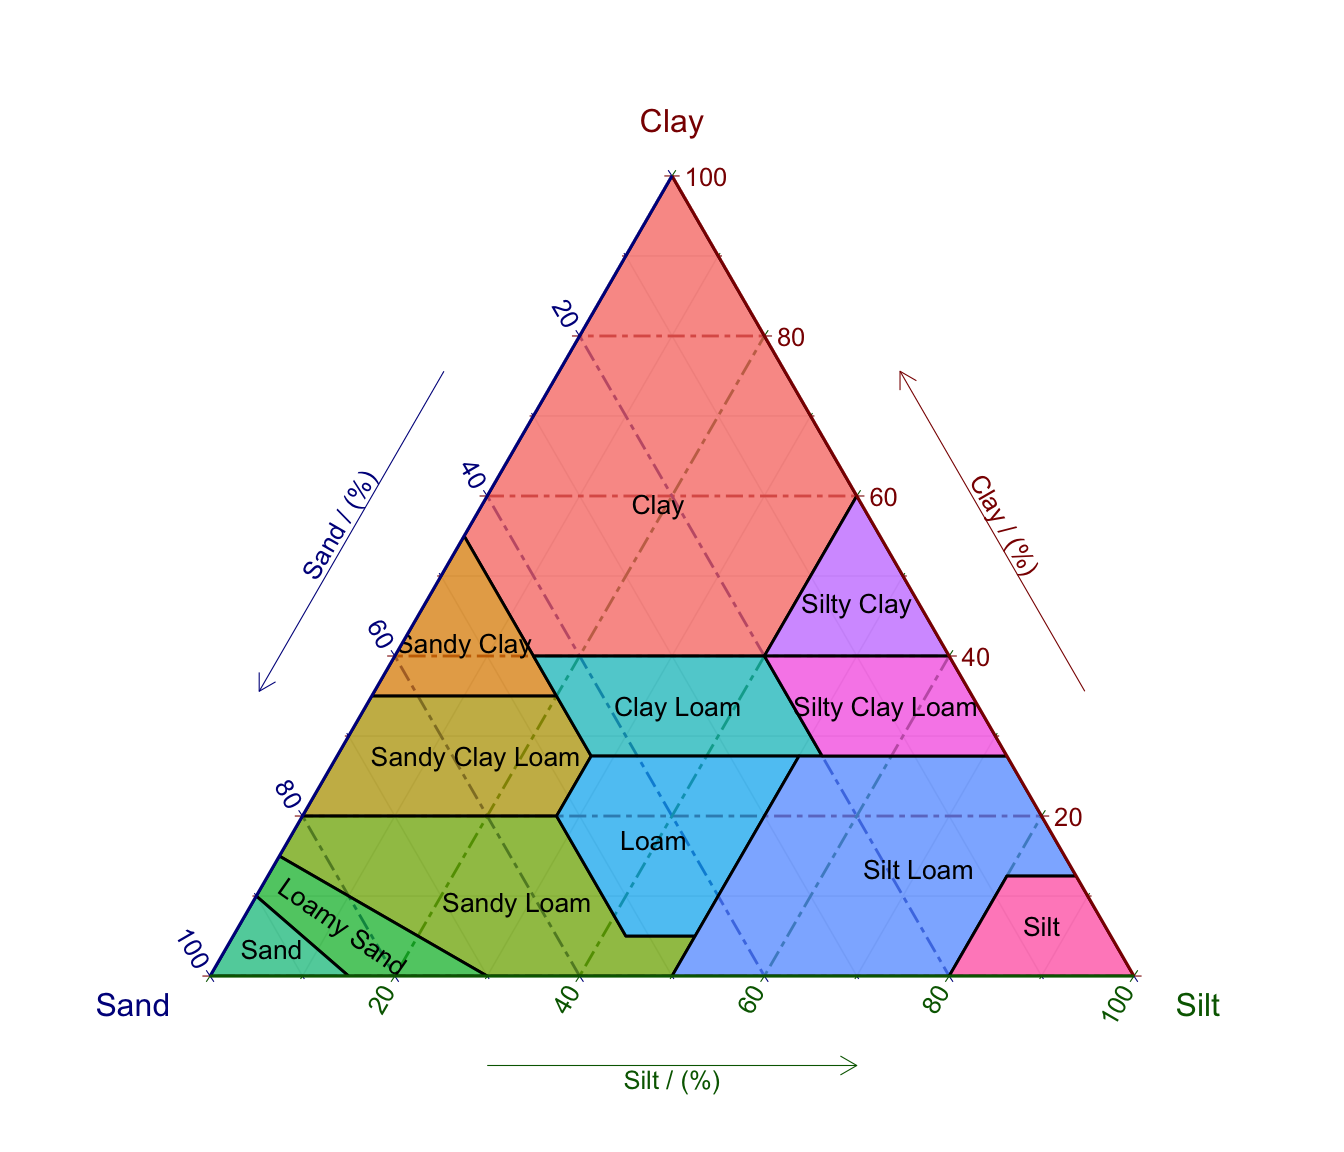 Clay
100
20
80
40
60
Sand / (%)
Clay / (%)
Clay
Silty Clay
60
Sandy Clay
40
Clay Loam
Silty Clay Loam
Sandy Clay Loam
80
20
Loam
Silt Loam
Sandy Loam
Loamy Sand
Silt
100
Sand
Sand
20
40
60
80
100
Silt
Silt / (%)